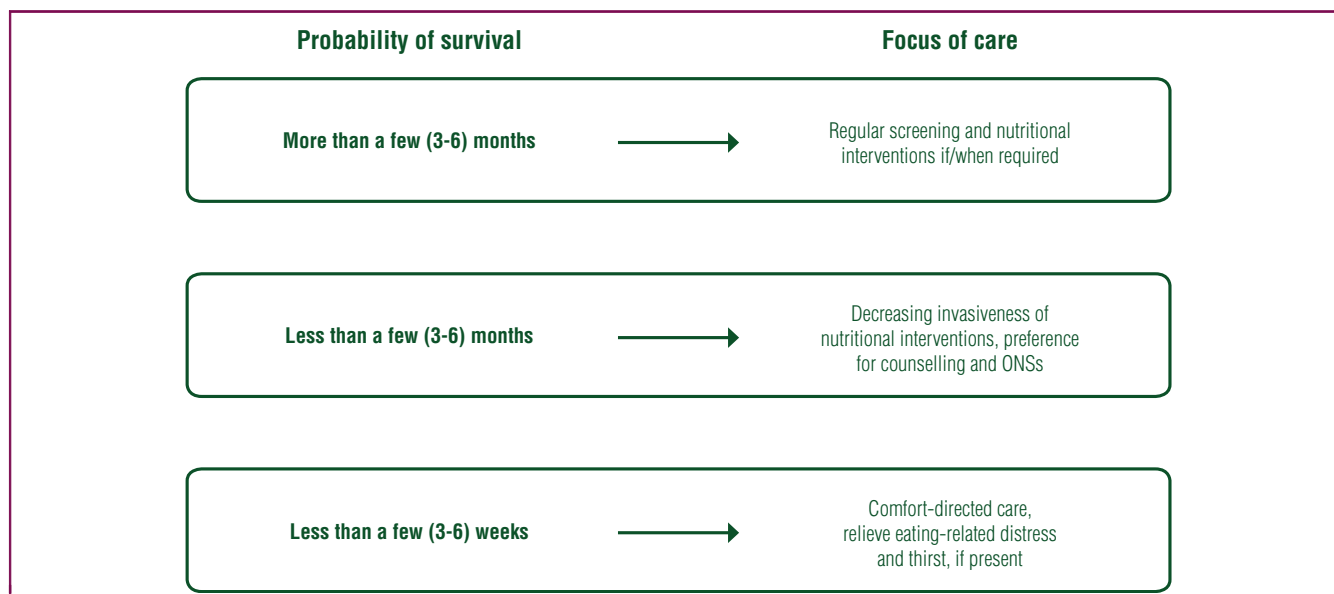 Probability of survival
Focus of care
More than a few (3-6) months
Regular screening and nutritional
interventions if/when required
Less than a few (3-6) months
Decreasing invasiveness of
nutritional interventions, preference
for counselling and ONSs
Less than a few (3-6) weeks
Comfort-directed care,
relieve eating-related distress
and thirst, if present